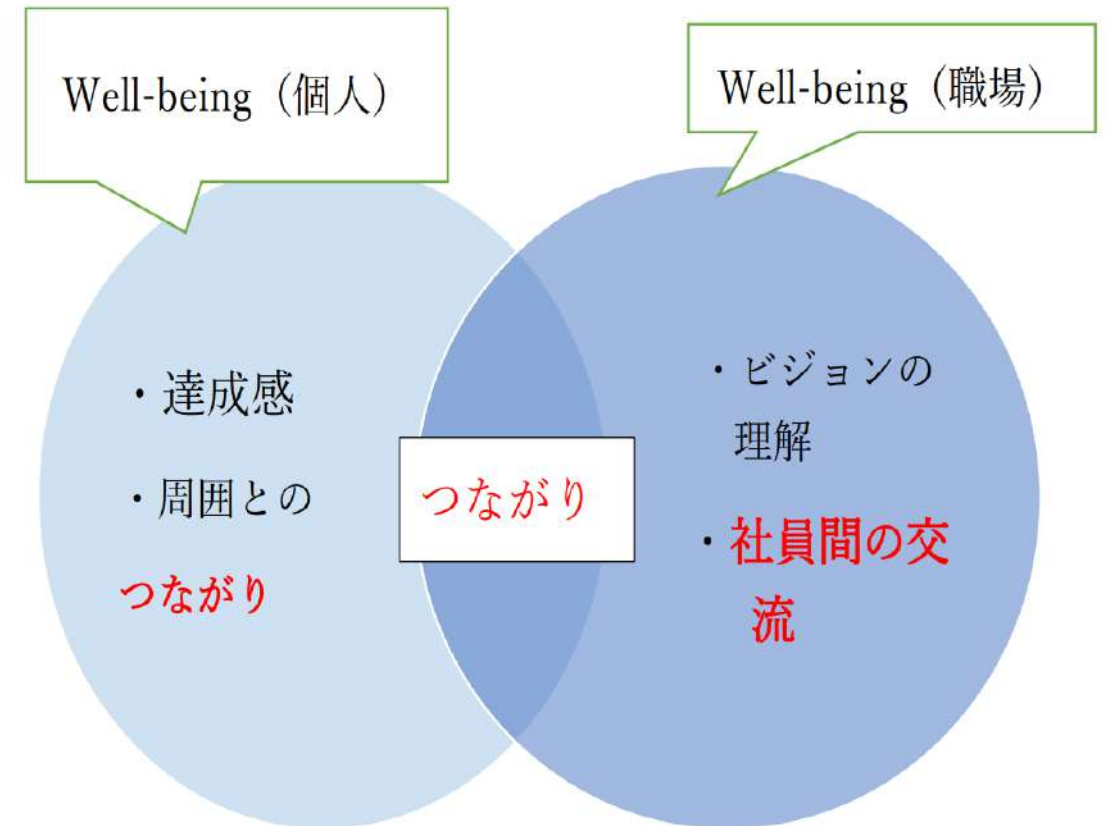 Well-being（個人）
Well-being（職場）
・達成感
・周囲との
つながり
つながり
・ビジョンの
理解
・社員間の交
流